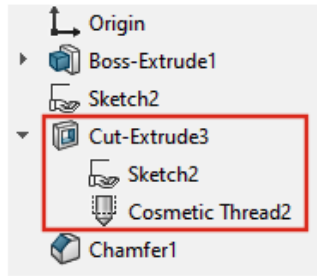 Origin
Boss-Extrude1
Sketch2
Cut-Extrude3
Sketch2
Cosmetic Thread2
Chamfer1